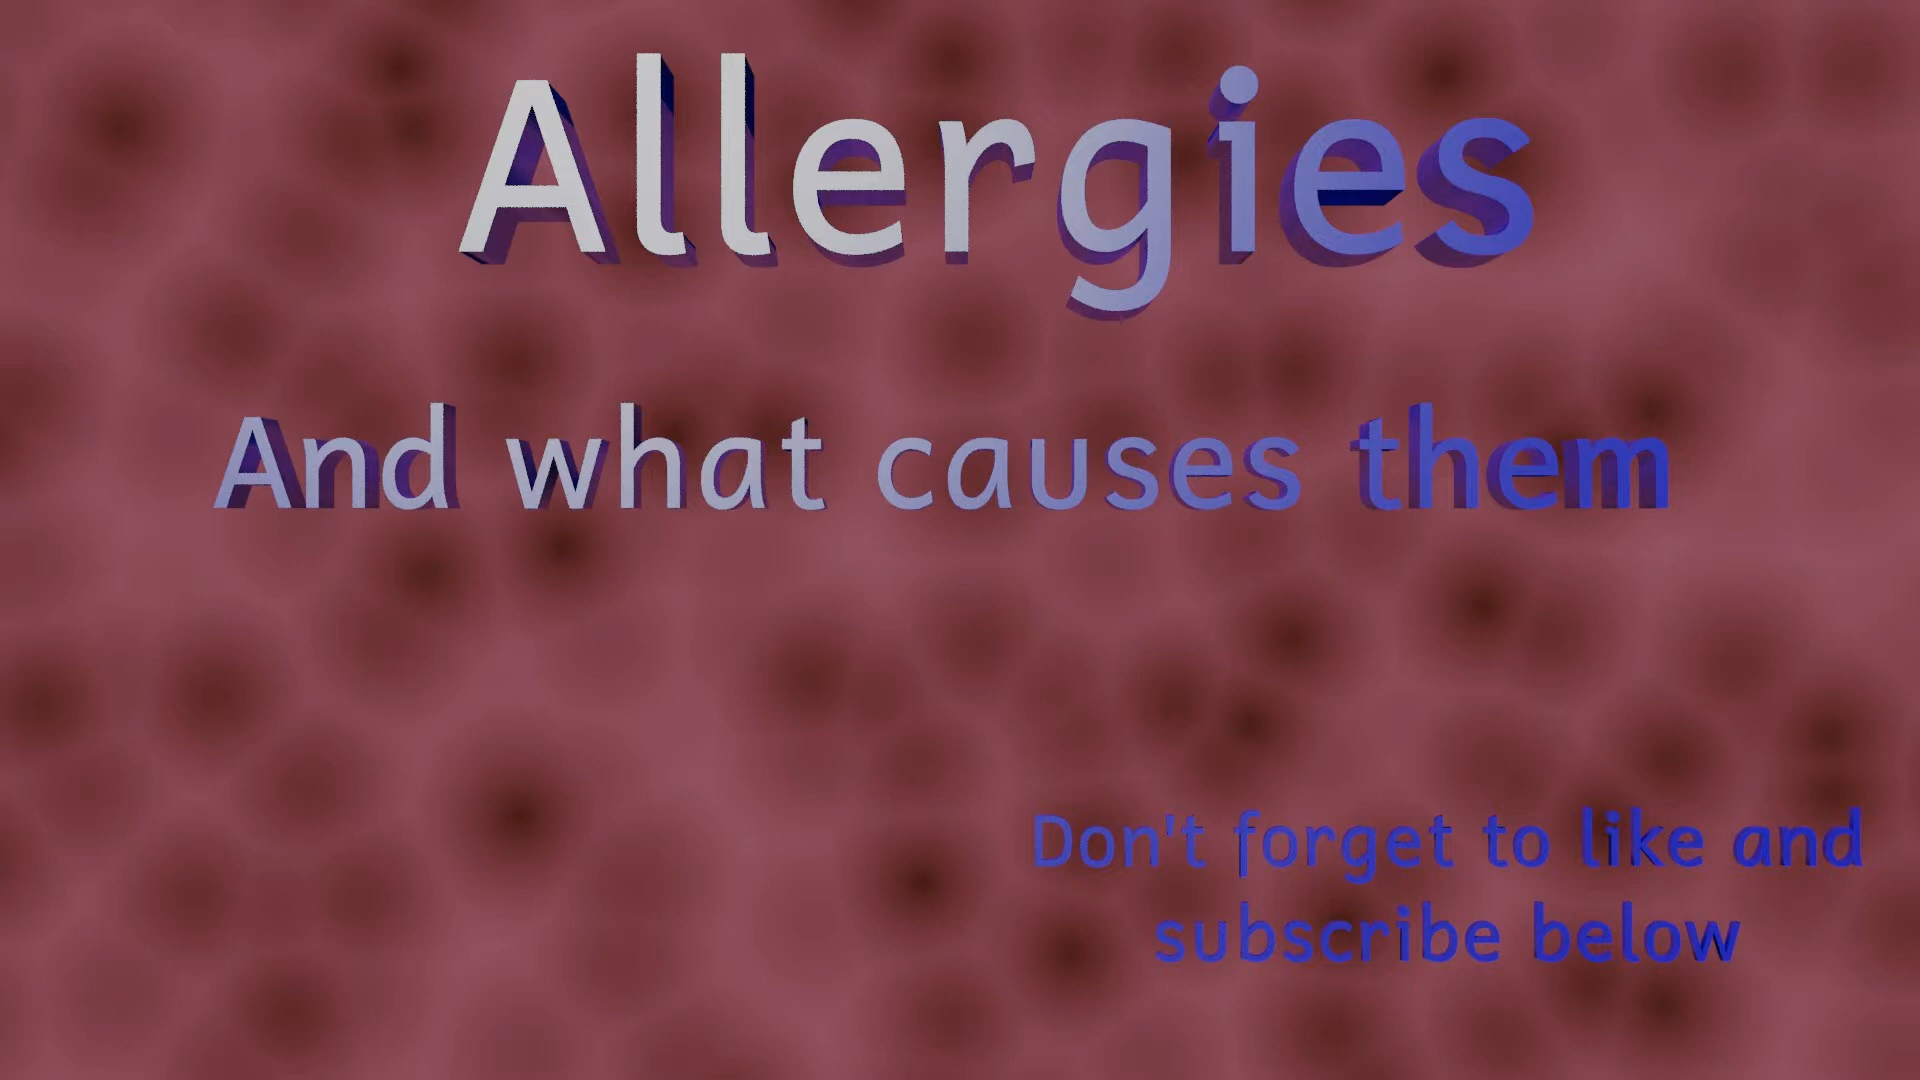 Allergies
And what causes them
Don't forget to like and
subscribe below